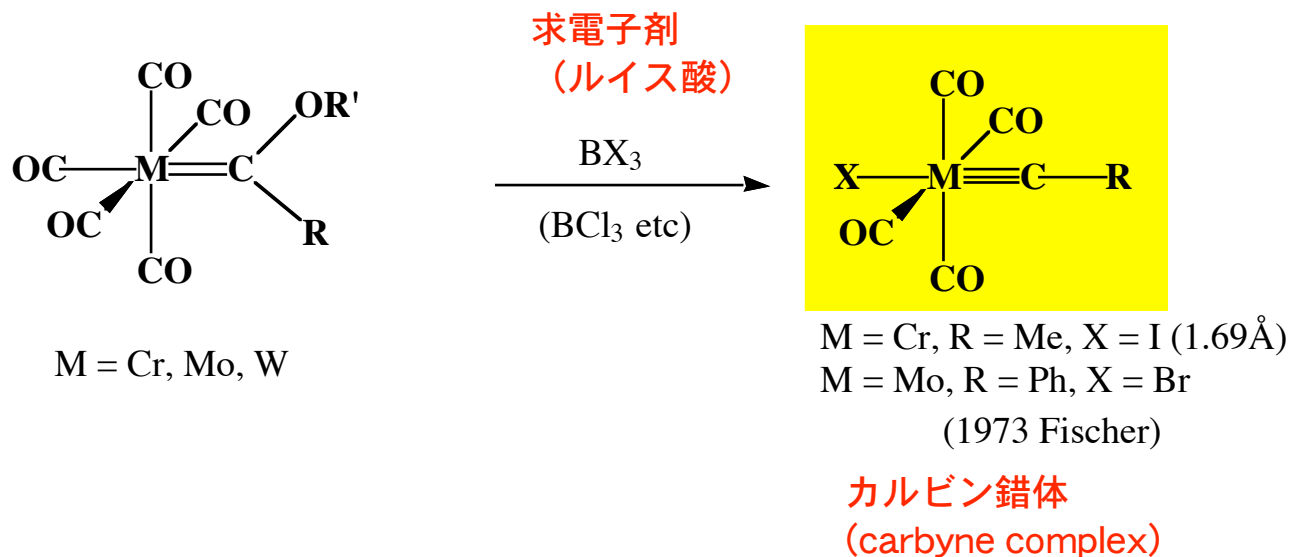 求電子剤
（ルイス酸）
CO
CO
OR'
OC
M
C
OC
R
CO
BX3
(BCl3 etc)
CO
CO
X
M
C
R
OC
CO
M = Cr, Mo, W
M = Cr, R = Me, X = I (1.69Å)
M = Mo, R = Ph, X = Br
(1973 Fischer)
カルビン錯体
(carbyne complex)